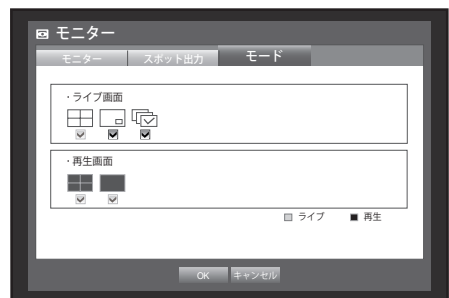 モニター
モニター スポット出力 モード
・ライブ画面
・再生画面
ライブ 再生
OK キャンセル